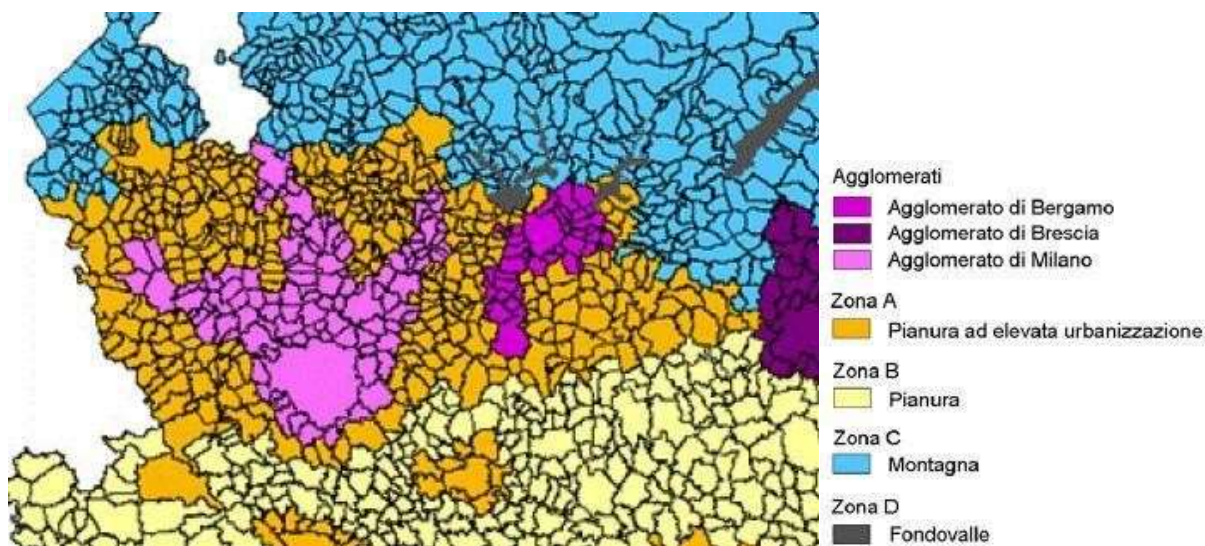 Agglomerati
Agglomerato di Bergamo
Agglomerato di Brescia
Agglomerato di Milano
Zona A
Pianura ad elevata urbanizzazione
Zona B
Pianura
Zona C
Montagna
Zona D
Fondovalle